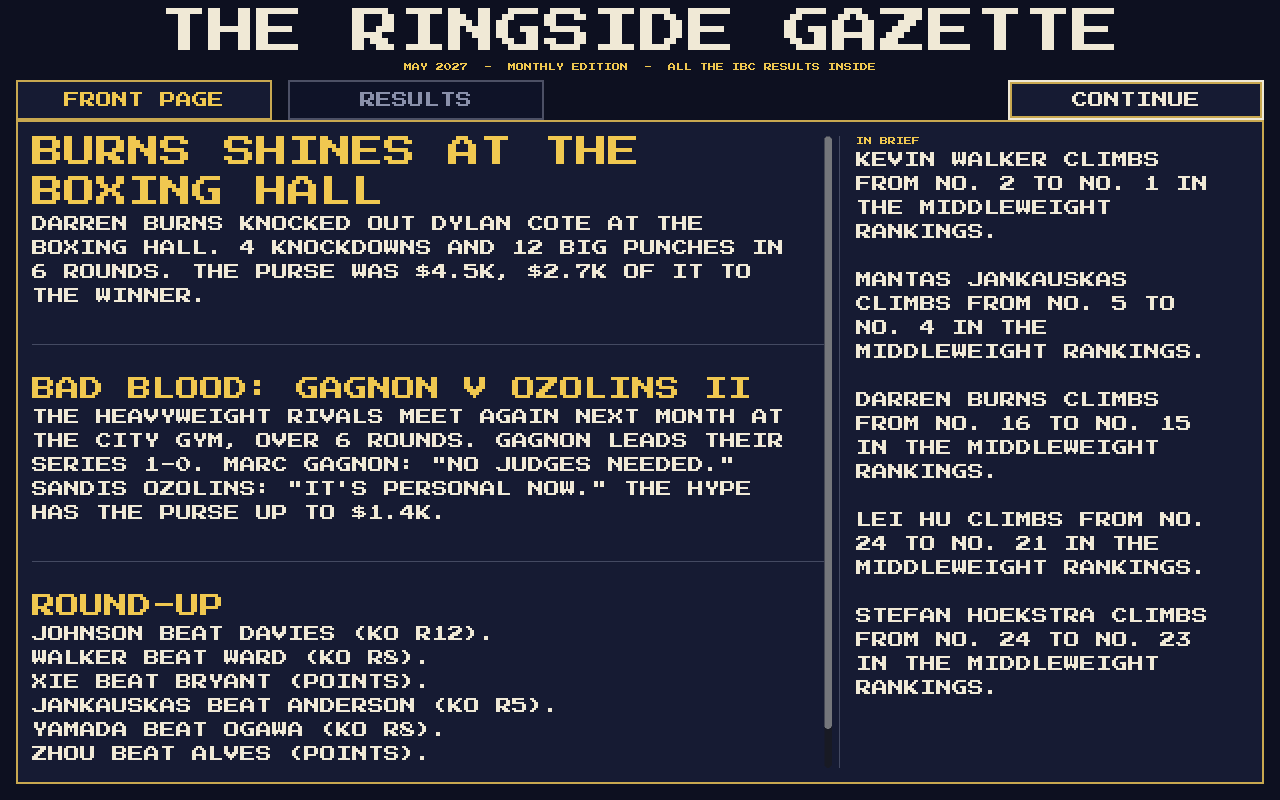 THE RINGSIDE GAZETTE
MAY 2027 - MONTHLY EDITION - ALL THE IBC RESULTS INSIDE
FRONT PAGE
RESULTS
CONTINUE
BURNS SHINES AT THE
BOXING HALL
DARREN BURNS KNOCKED OUT DYLAN COTE AT THE
BOXING HALL. 4 KNOCKDOWNS AND 12 BIG PUNCHES IN
6 ROUNDS. THE PURSE WAS $4.5K, $2.7K OF IT TO
THE WINNER.
BAD BLOOD: GAGNON V OZOLINS II
THE HEAVYWEIGHT RIVALS MEET AGAIN NEXT MONTH AT
THE CITY GYM, OVER 6 ROUNDS. GAGNON LEADS THEIR
SERIES 1-0. MARC GAGNON: "NO JUDGES NEEDED."
SANDIS OZOLINS: "IT'S PERSONAL NOW." THE HYPE
HAS THE PURSE UP TO $1.4K.
ROUND-UP
JOHNSON BEAT DAVIES (KO R12).
WALKER BEAT WARD (KO R8).
XIE BEAT BRYANT (POINTS).
JANKAUSKAS BEAT ANDERSON (KO R5).
YAMADA BEAT OGAWA (KO R8).
ZHOU BEAT ALVES (POINTS).
IN BRIEF
KEVIN WALKER CLIMBS
FROM NO. 2 TO NO. 1 IN
THE MIDDLEWEIGHT
RANKINGS.
MANTAS JANKAUSKAS
CLIMBS FROM NO. 5 TO
NO. 4 IN THE
MIDDLEWEIGHT RANKINGS.
DARREN BURNS CLIMBS
FROM NO. 16 TO NO. 15
IN THE MIDDLEWEIGHT
RANKINGS.
LEI HU CLIMBS FROM NO.
24 TO NO. 21 IN THE
MIDDLEWEIGHT RANKINGS.
STEFAN HOEKSTRA CLIMBS
FROM NO. 24 TO NO. 23
IN THE MIDDLEWEIGHT
RANKINGS.